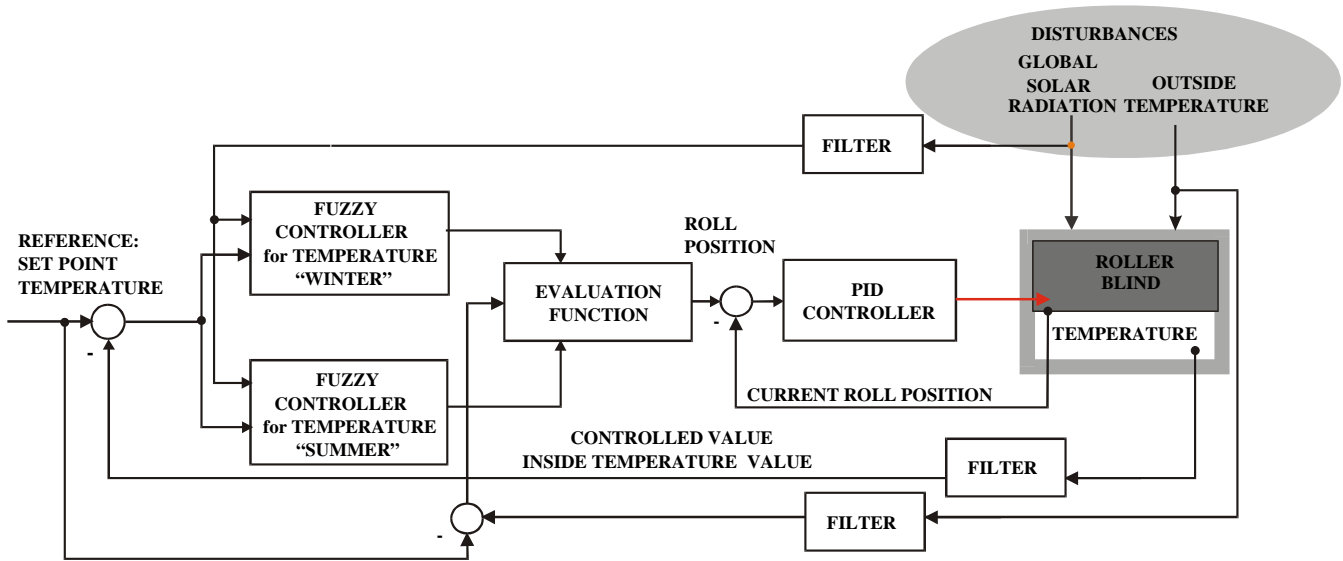 DISTURBANCES
GLOBAL
SOLAR
RADIATION
OUTSIDE
TEMPERATURE
FILTER
FUZZY
CONTROLLER
for TEMPERATURE
“WINTER”
REFERENCE:
SET POINT
TEMPERATURE
-
EVALUATION
FUNCTION
ROLL
POSITION
-
PID
CONTROLLER
ROLLER
BLIND
TEMPERATURE
FUZZY
CONTROLLER
for TEMPERATURE
“SUMMER”
CURRENT ROLL POSITION
CONTROLLED VALUE
INSIDE TEMPERATURE VALUE
FILTER
-
FILTER